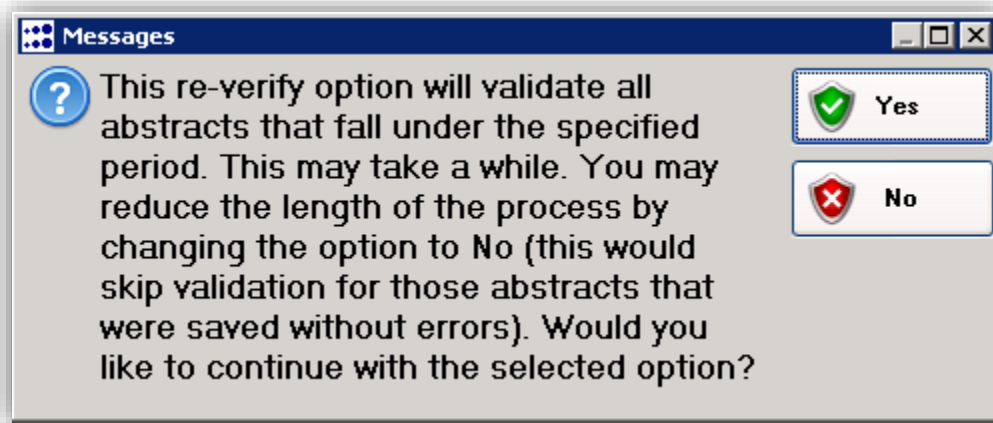 Messages
This re-verify option will validate all
abstracts that fall under the specified
period. This may take a while. You may
reduce the length of the process by
changing the option to No (this would
skip validation for those abstracts that
were saved without errors). Would you
like to continue with the selected option?
Yes
No